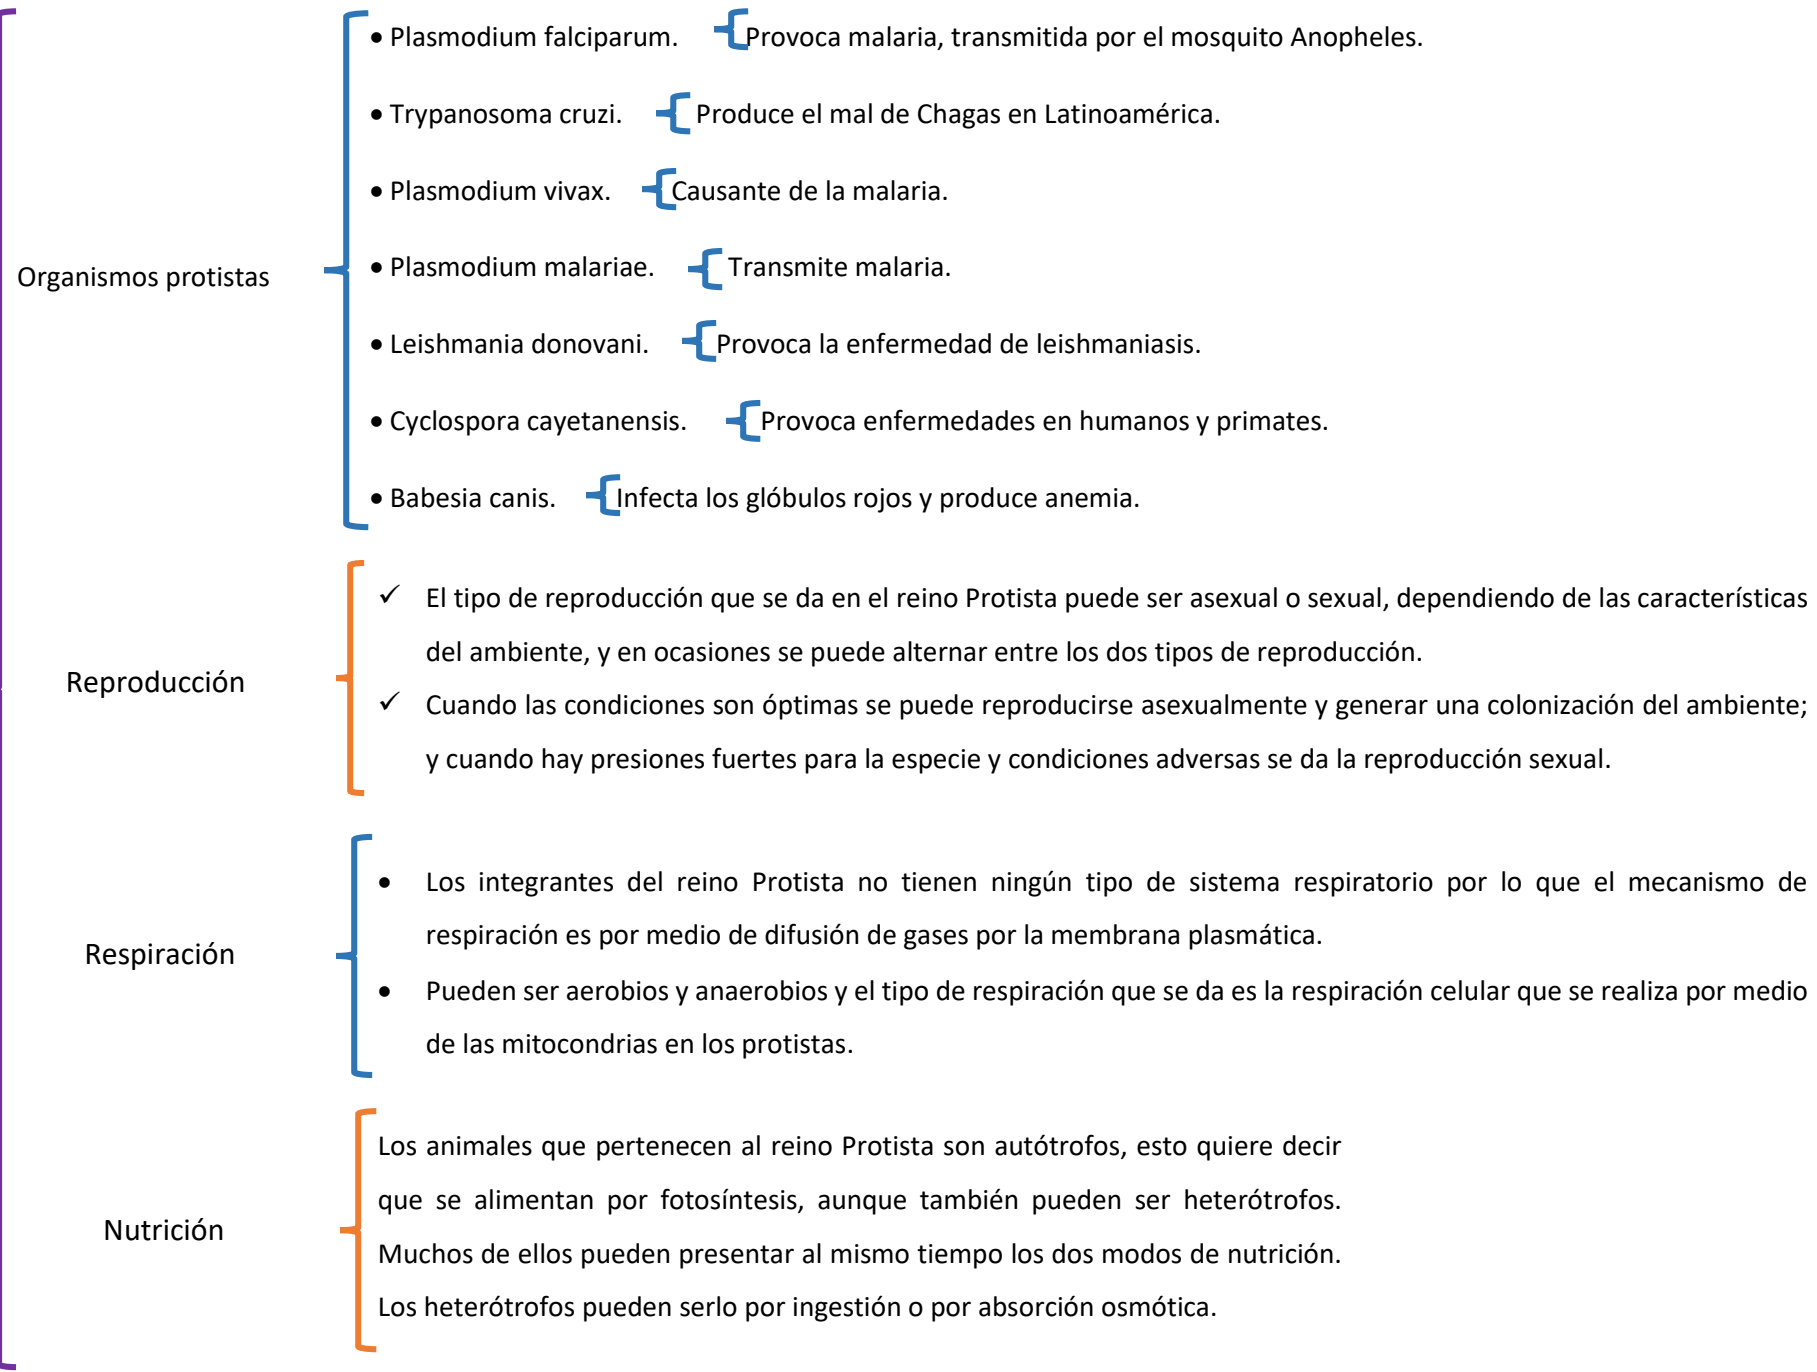 • Plasmodium falciparum. Provoca malaria, transmitida por el mosquito Anopheles.
• Trypanosoma cruzi. Produce el mal de Chagas en Latinoamérica.
• Plasmodium vivax. Causante de la malaria.
Organismos protistas
• Plasmodium malariae. Transmite malaria.
• Leishmania donovani. Provoca la enfermedad de leishmaniasis.
• Cyclospora cayetanensis. Provoca enfermedades en humanos y primates.
• Babesia canis. Infecta los glóbulos rojos y produce anemia.
Reproducción
✓ El tipo de reproducción que se da en el reino Protista puede ser asexual o sexual, dependiendo de las características
del ambiente, y en ocasiones se puede alternar entre los dos tipos de reproducción.
✓ Cuando las condiciones son óptimas se puede reproducirse asexualmente y generar una colonización del ambiente;
y cuando hay presiones fuertes para la especie y condiciones adversas se da la reproducción sexual.
Respiración
• Los integrantes del reino Protista no tienen ningún tipo de sistema respiratorio por lo que el mecanismo de
respiración es por medio de difusión de gases por la membrana plasmática.
• Pueden ser aerobios y anaerobios y el tipo de respiración que se da es la respiración celular que se realiza por medio
de las mitocondrias en los protistas.
Nutrición
Los animales que pertenecen al reino Protista son autótrofos, esto quiere decir
que se alimentan por fotosíntesis, aunque también pueden ser heterótrofos.
Muchos de ellos pueden presentar al mismo tiempo los dos modos de nutrición.
Los heterótrofos pueden serlo por ingestión o por absorción osmótica.